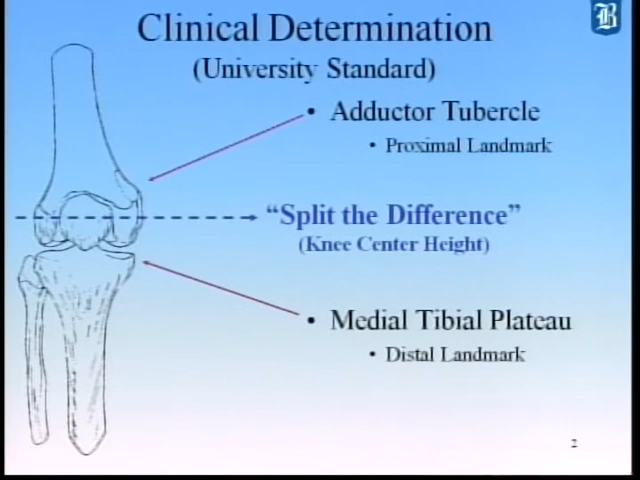 Clinical Determination
(University Standard)
B
• Adductor Tubercle
• Proximal Landmark
“Split the Difference”
(Knee Center Height)
• Medial Tibial Plateau
• Distal Landmark
2